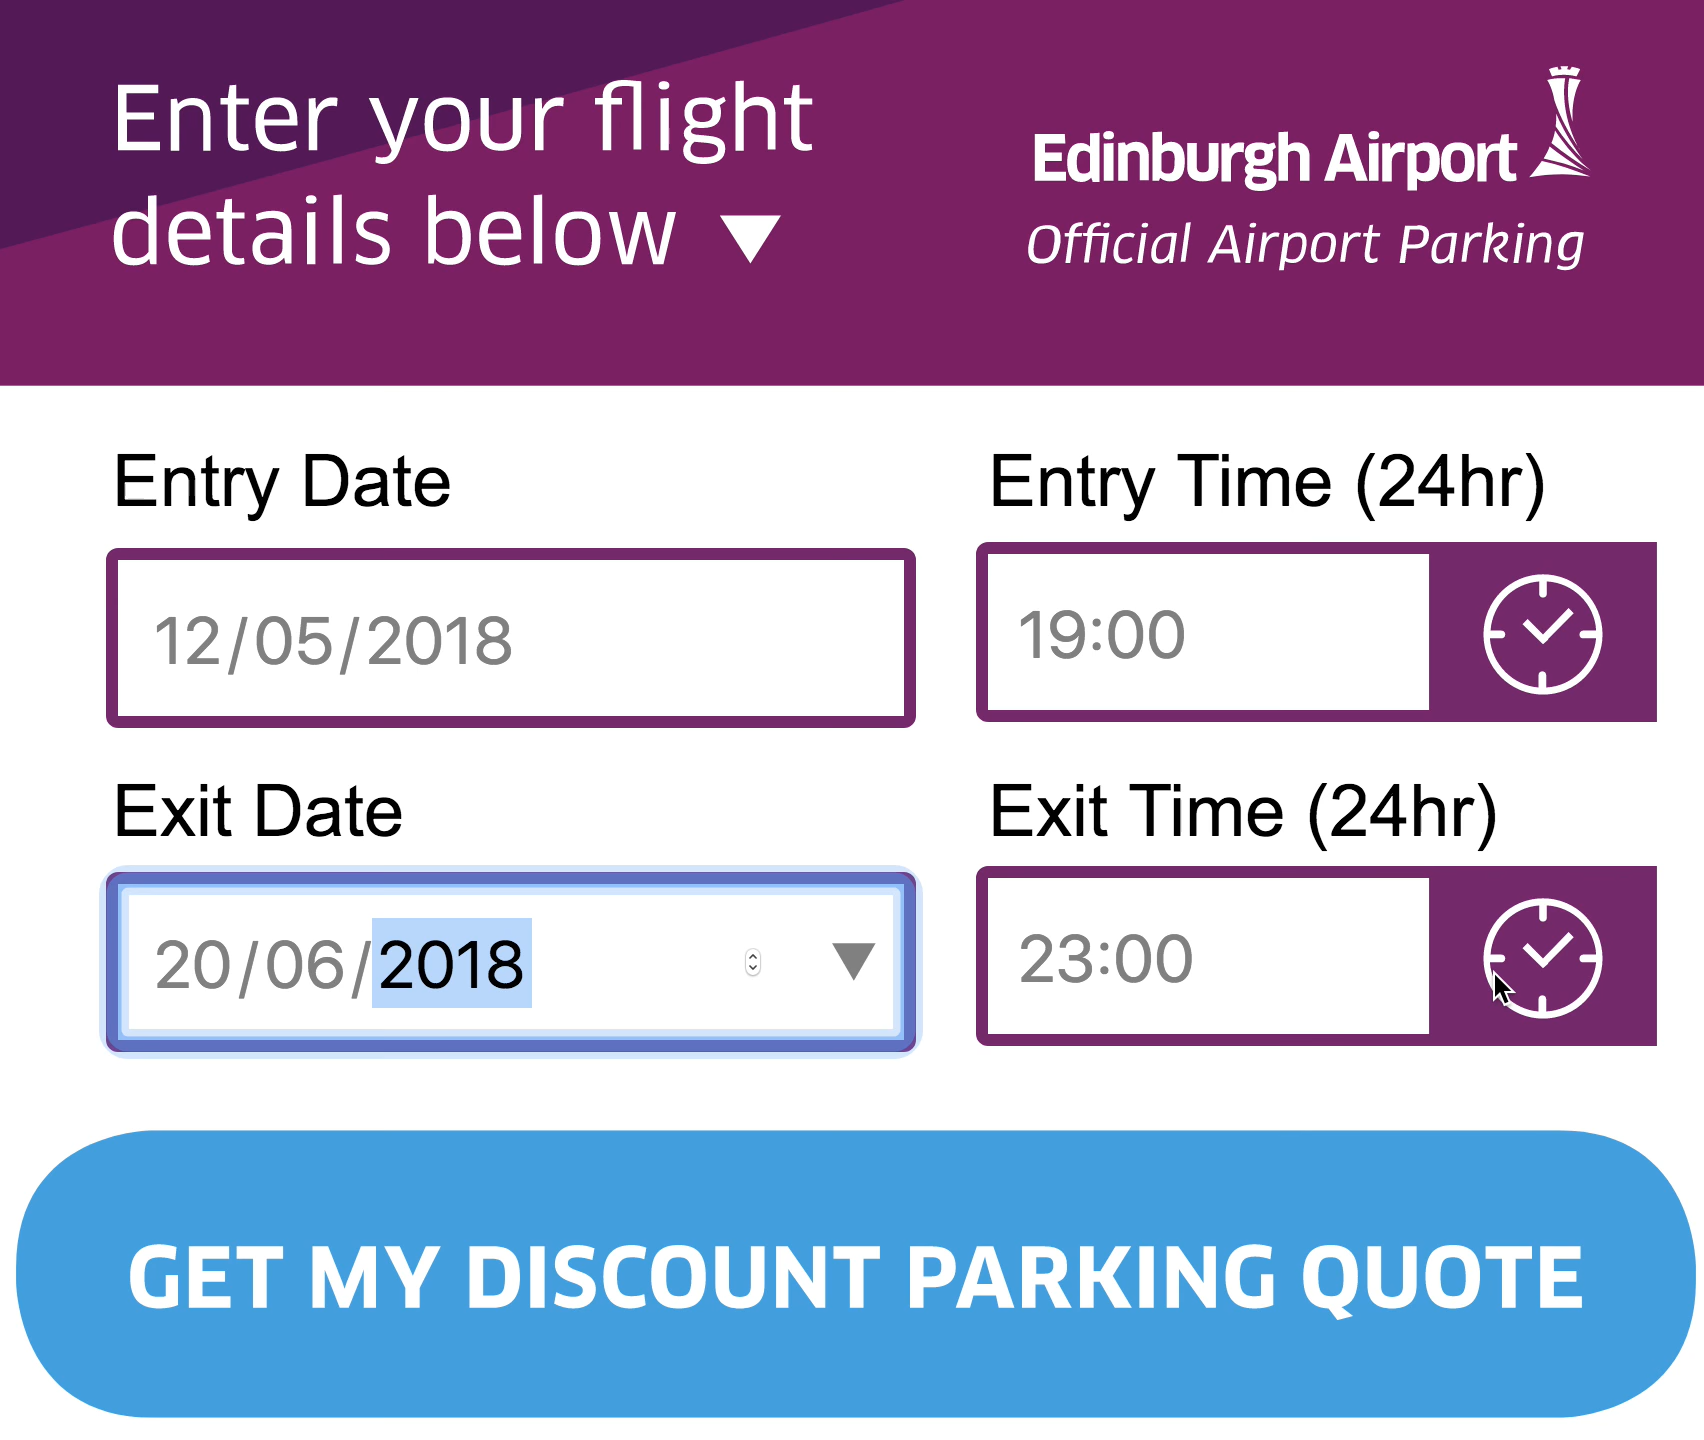 Enter your flight
details below
Edinburgh Airport
Official Airport Parking
Entry Date
Entry Time (24hr)
12/05/2018
19:00
Exit Date
Exit Time (24hr)
20/06/2018
23:00
GET MY DISCOUNT PARKING QUOTE